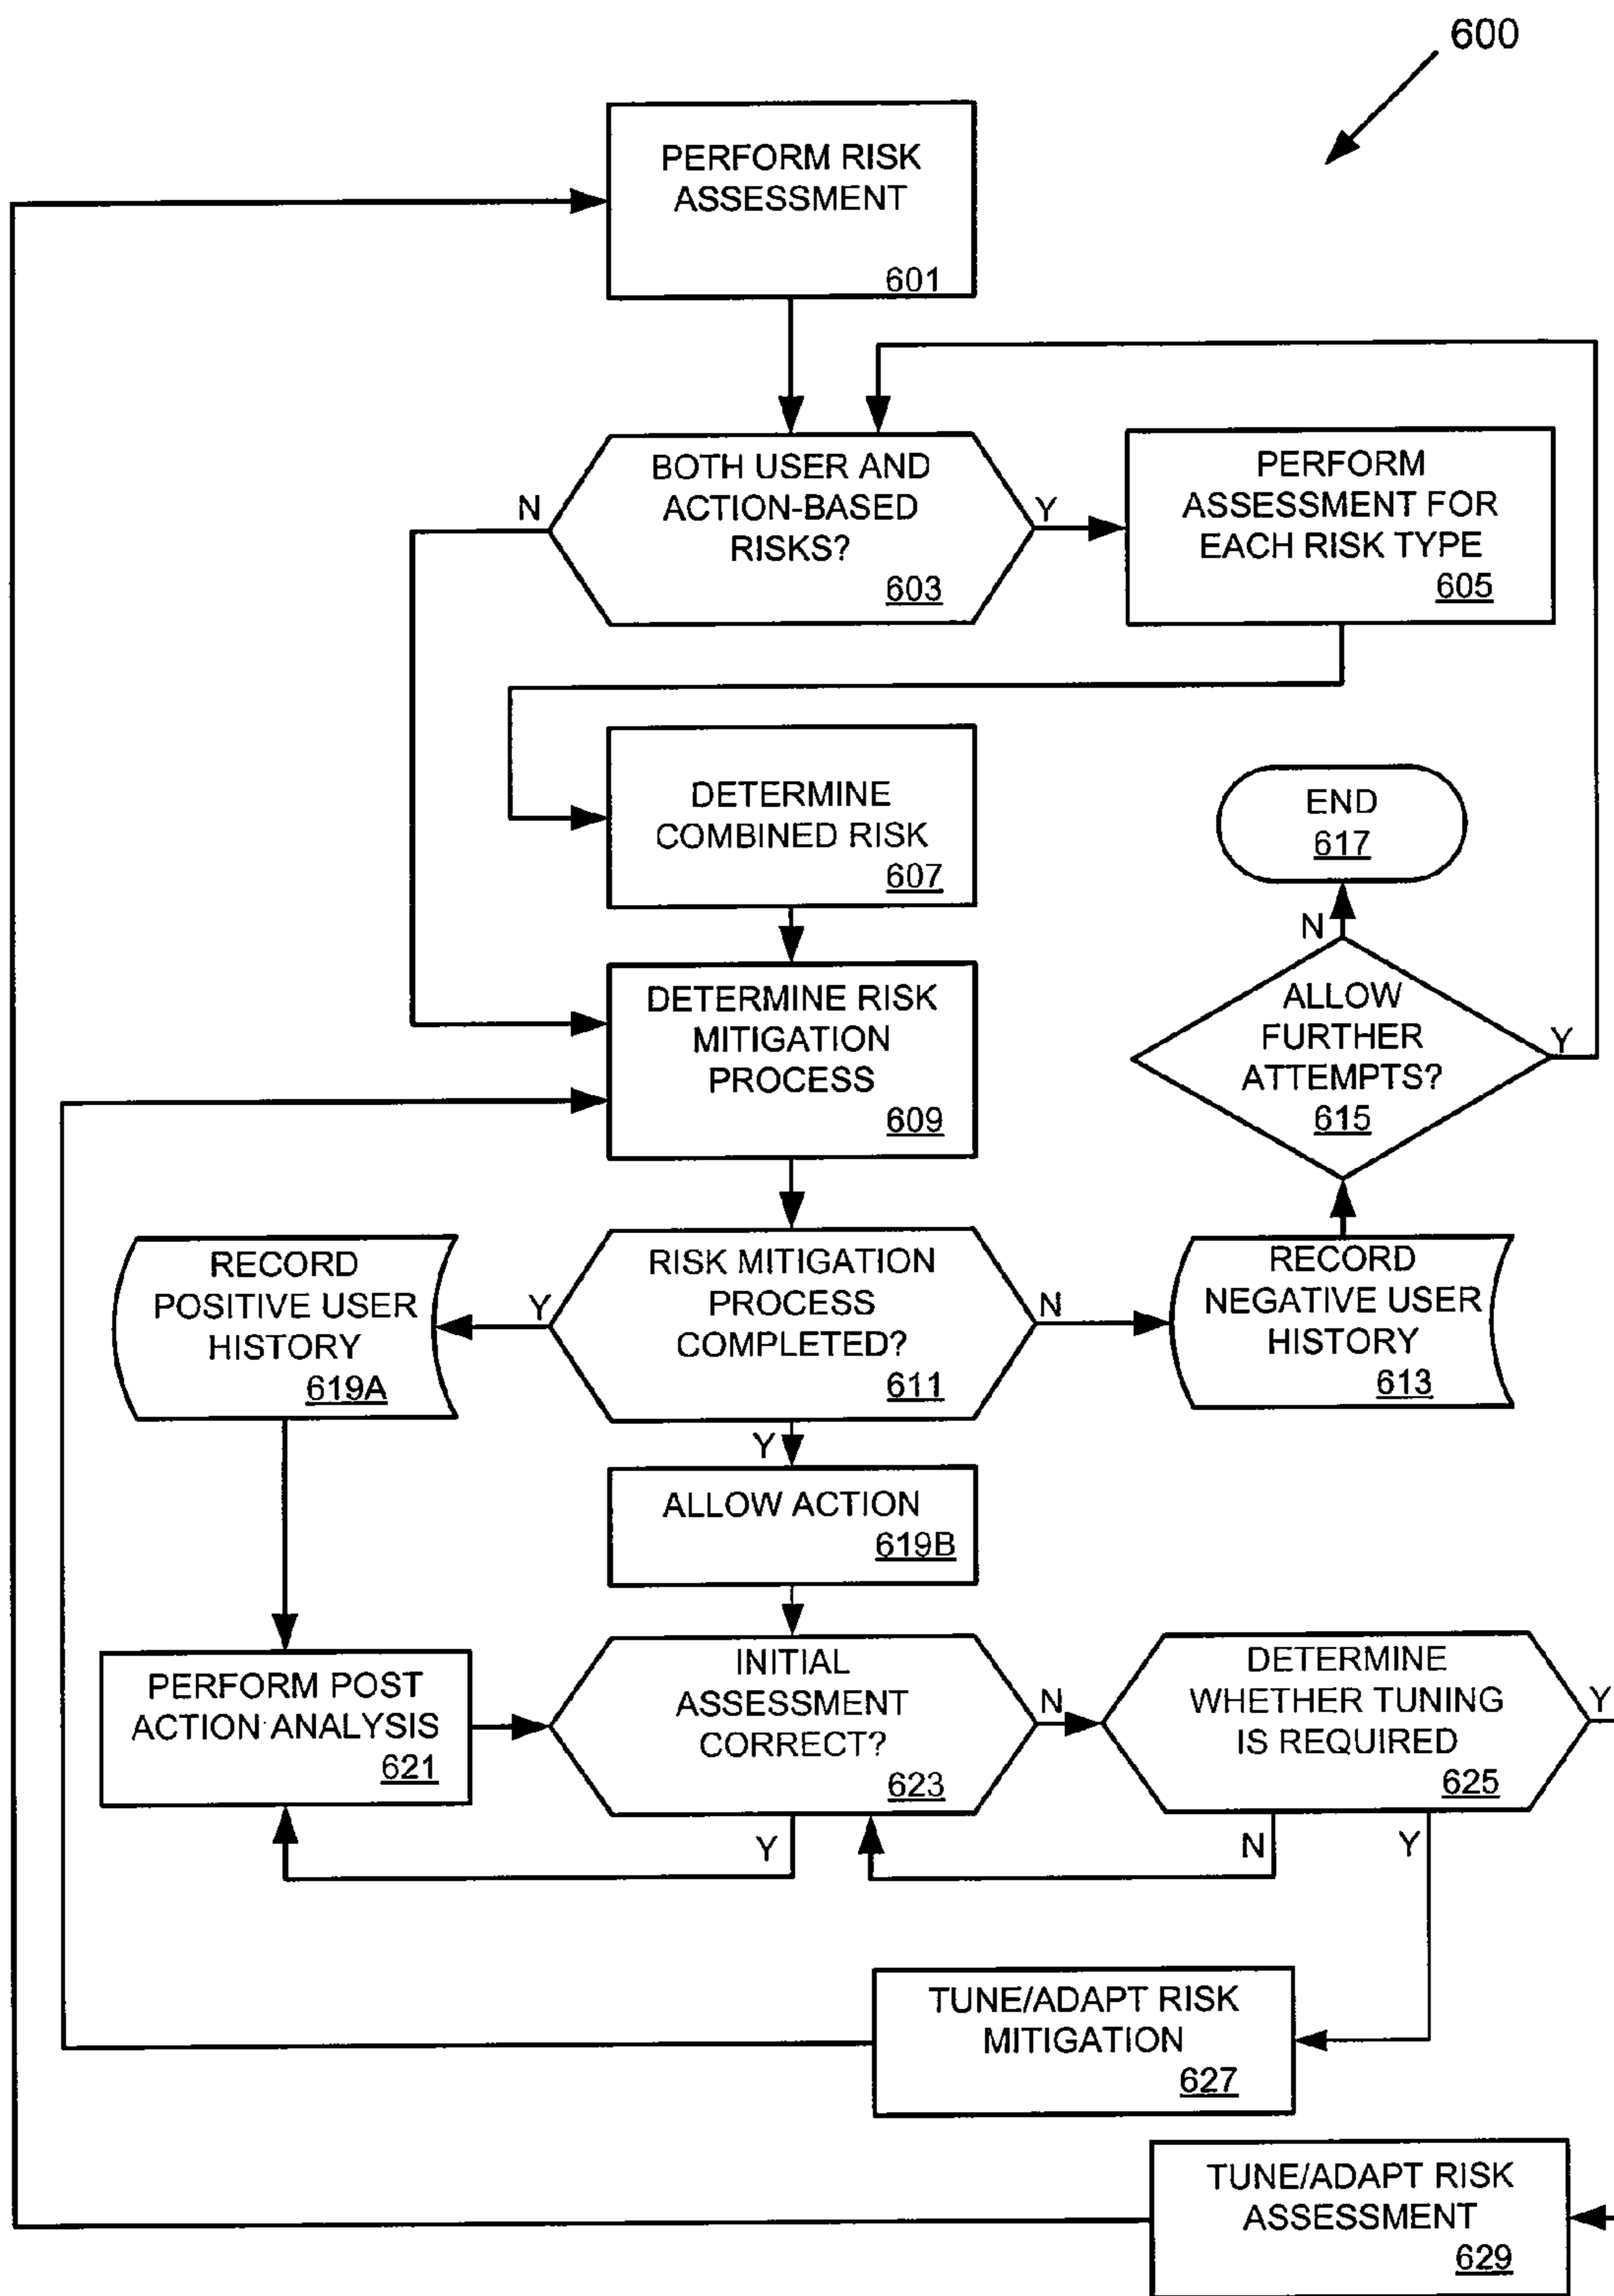 600
PERFORM RISK
ASSESSMENT
601
BOTH USER AND
ACTION-BASED
RISKS?
603
N
Y
PERFORM
ASSESSMENT FOR
EACH RISK TYPE
605
DETERMINE
COMBINED RISK
607
END
617
N
ALLOW
FURTHER
ATTEMPTS?
615
Y
DETERMINE RISK
MITIGATION
PROCESS
609
RECORD
POSITIVE USER
HISTORY
619A
Y
RISK MITIGATION
PROCESS
COMPLETED?
611
N
RECORD
NEGATIVE USER
HISTORY
613
Y
ALLOW ACTION
619B
PERFORM POST
ACTION ANALYSIS
621
INITIAL
ASSESSMENT
CORRECT?
623
N
DETERMINE
WHETHER TUNING
IS REQUIRED
625
Y
Y
N
Y
TUNE/ADAPT RISK
MITIGATION
627
TUNE/ADAPT RISK
ASSESSMENT
629